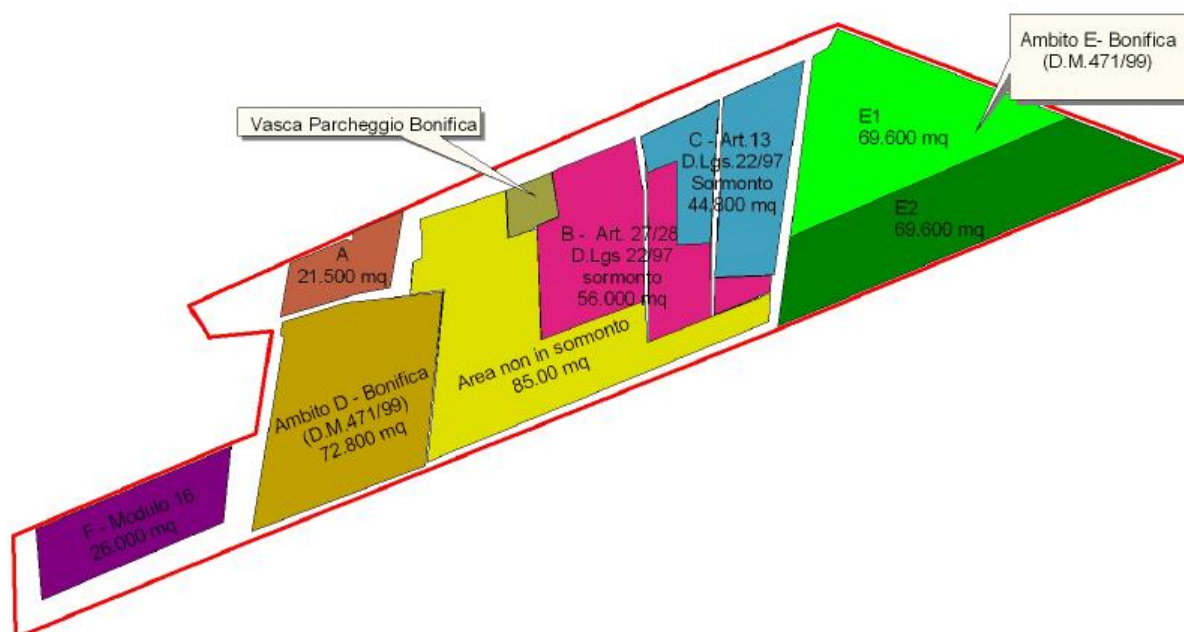 Ambito E- Bonifica
(D.M.471/99)
Vasca Parcheggio Bonifica
E1
69.600 mq
C - Art.13
D.Lgs.22/97
Sormonto
44.800 mq
E2
69.600 mq
A
21.500 mq
B - Art. 27/28
D.Lgs 22/97
sormonto
56.000 mq
Area non in sormonto
85.00 mq
Ambito D - Bonifica
(D.M.471/99)
72.800 mq
F - Modulo 16
26.000 mq